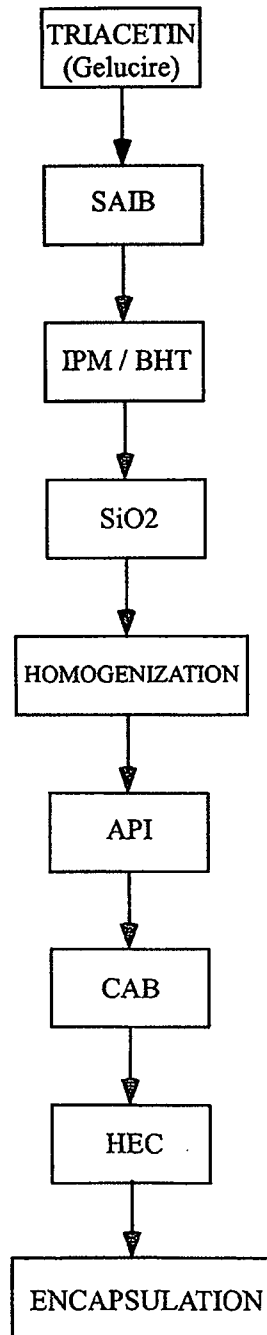 TRIACETIN
(Gelucire)
SAIB
IPM / BHT
SiO2
HOMOGENIZATION
API
CAB
HEC
ENCAPSULATION